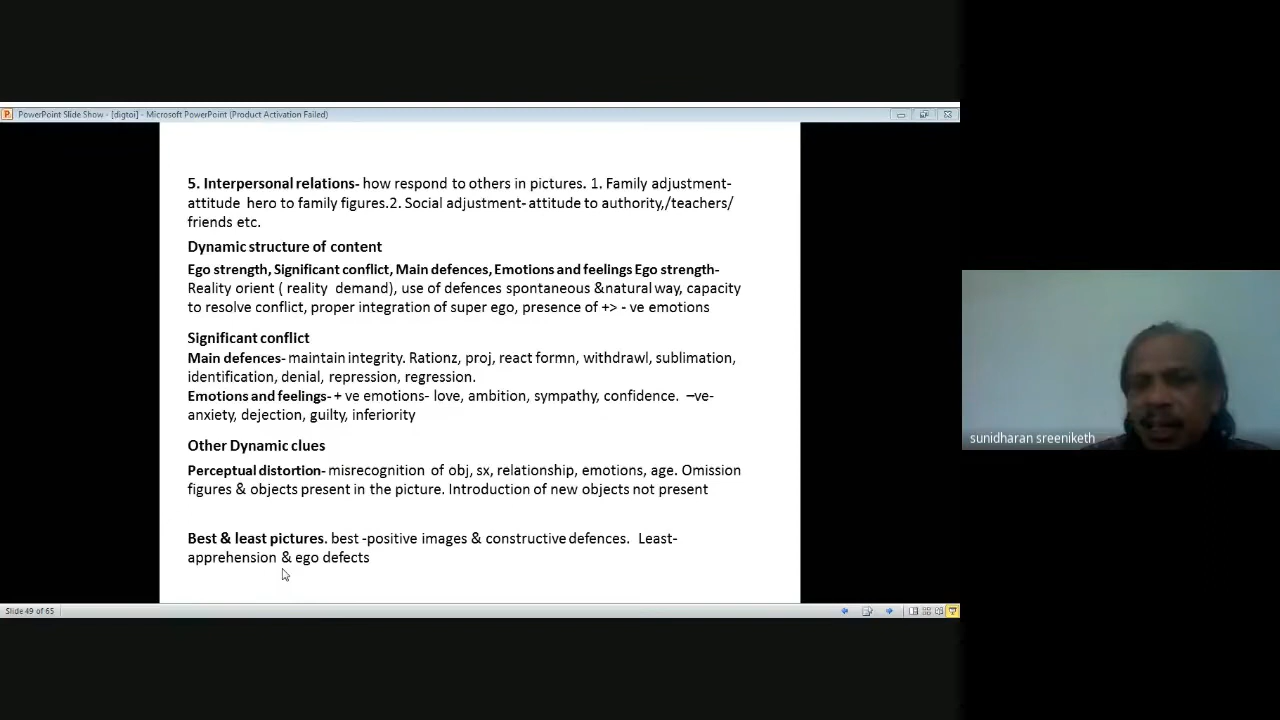 PowerPoint Slide Show - [digtoi] - Microsoft PowerPoint (Product Activation Failed)
5. Interpersonal relations- how respond to others in pictures. 1. Family adjustment-
attitude hero to family figures.2. Social adjustment- attitude to authority,/teachers/
friends etc.
Dynamic structure of content
Ego strength, Significant conflict, Main defences, Emotions and feelings Ego strength-
Reality orient ( reality demand), use of defences spontaneous &natural way, capacity
to resolve conflict, proper integration of super ego, presence of +> - ve emotions
Significant conflict
Main defences- maintain integrity. Rationz, proj, react formn, withdrawl, sublimation,
identification, denial, repression, regression.
Emotions and feelings- + ve emotions- love, ambition, sympathy, confidence. –ve-
anxiety, dejection, guilty, inferiority
Other Dynamic clues
Perceptual distortion- misrecognition of obj, sx, relationship, emotions, age. Omission
figures & objects present in the picture. Introduction of new objects not present
Best & least pictures. best -positive images & constructive defences. Least-
apprehension & ego defects
Slide 49 of 65
sunidharan sreeniketh